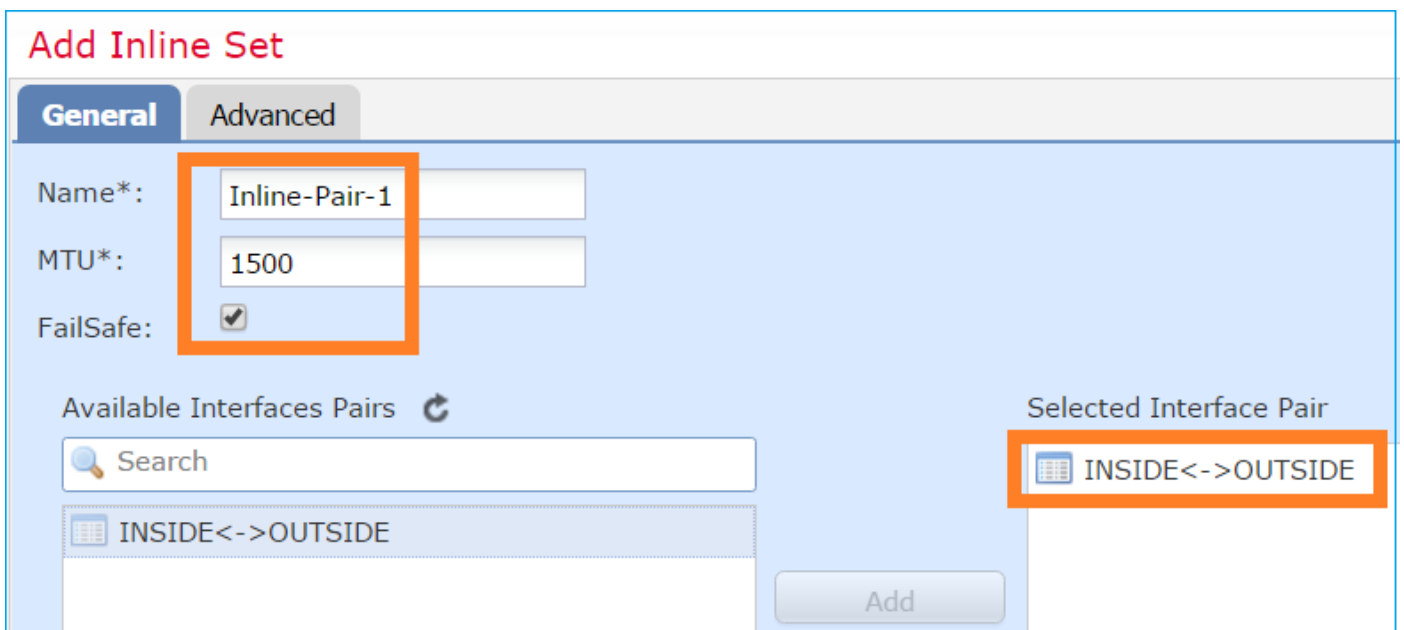 Add Inline Set
General Advanced
Name*: Inline-Pair-1
MTU*: 1500
FailSafe:
Available Interfaces Pairs
Search
INSIDE<->OUTSIDE
Add
Selected Interface Pair
INSIDE<->OUTSIDE